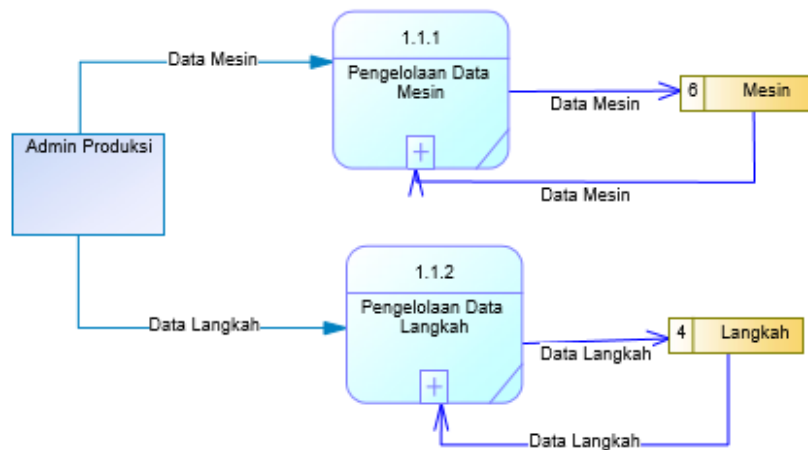 1.1.1
Data Mesin
Pengelolaan Data
Mesin
Data Mesin
6 Mesin
Admin Produksi
Data Mesin
1.1.2
Data Langkah
Pengelolaan Data
Langkah
Data Langkah
4 Langkah
Data Langkah